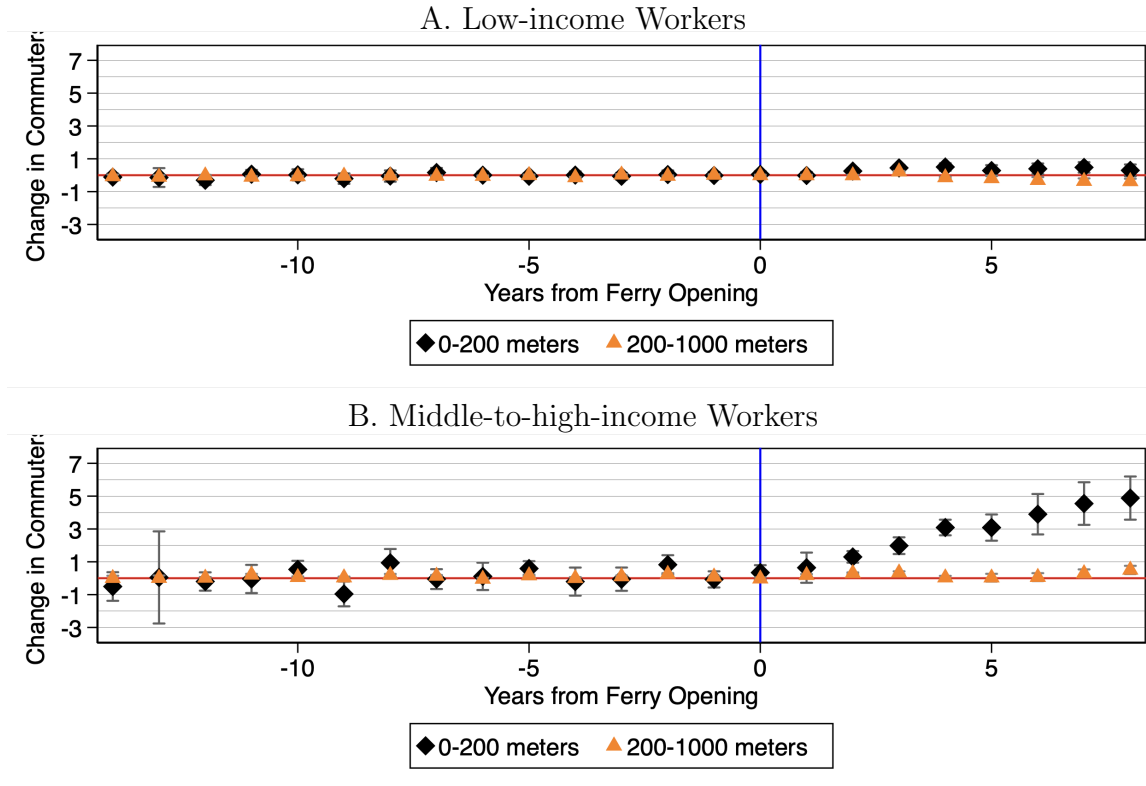 A. Low-income Workers
Change in Commuters
7
5
3
1
-1
-3
-10
-5
0
5
Years from Ferry Opening
0-200 meters
200-1000 meters
B. Middle-to-high-income Workers
Change in Commuters
7
5
3
1
-1
-3
-10
-5
0
5
Years from Ferry Opening
0-200 meters
200-1000 meters